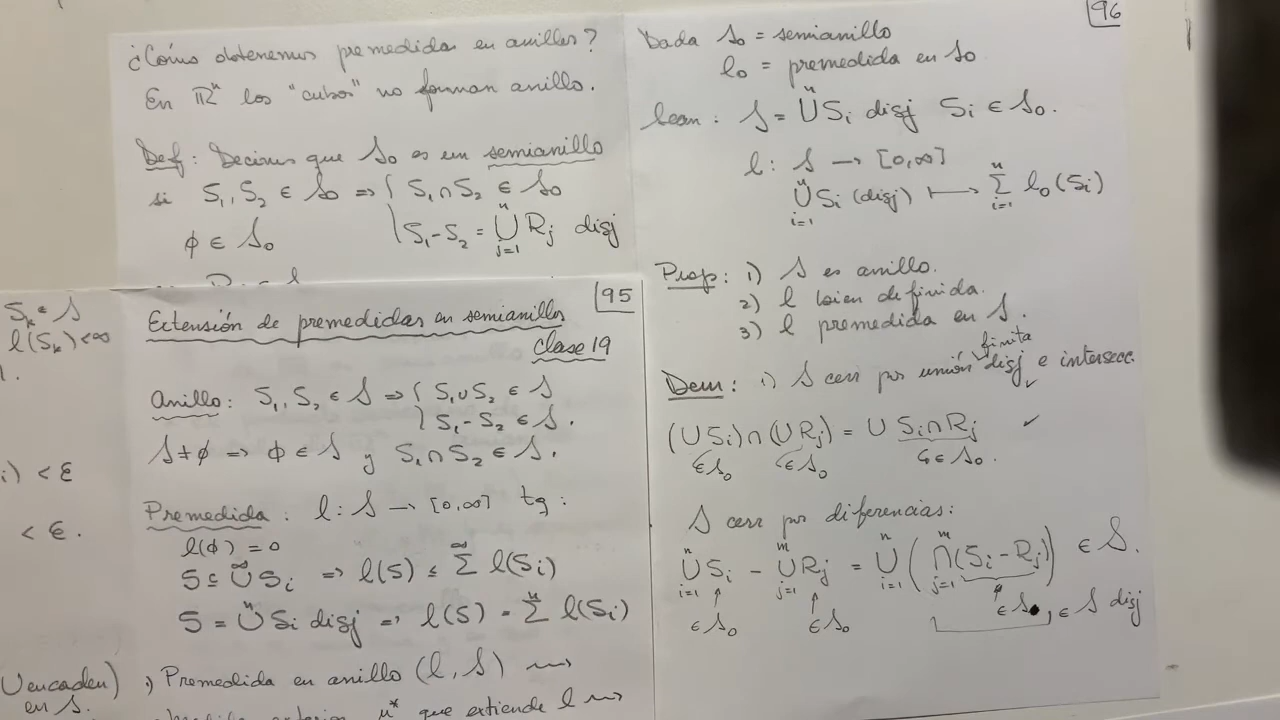 ¿Cómo obtenemos premedidas en anillos?
En ℝⁿ los "cubos" no forman anillo.
Def: Decimos que S₀ es un semianillo
si S₁, S₂ ∈ S₀ ⇒ { S₁ ∩ S₂ ∈ S₀
φ ∈ S₀ S₁ - S₂ = ⋃ⁿⱼ₌₁ Rⱼ disj
Sₖ ∈ S
l(Sₖ) < ∞
i) < ε
< ε.
U encaden)
en S.
95
Extensión de premedidas en semianillos
Clase 19
Anillo: S₁, S₂ ∈ S ⇒ { S₁ ∪ S₂ ∈ S
S₁ - S₂ ∈ S.
S ≠ φ ⇒ φ ∈ S y S₁ ∩ S₂ ∈ S.
Premedida: l: S → [0,∞] tq:
l(φ) = 0
S ⊆ ⋃^∞ Sᵢ ⇒ l(S) ≤ Σ^∞ l(Sᵢ)
S = ⋃ⁿ Sᵢ disj ⇒ l(S) = Σⁿ l(Sᵢ)
·) Premedida en anillo (l, S) ⇝
μ* que extiende l ⇝
96
Dada S₀ = semianillo
l₀ = premedida en S₀
Sean: S = ⋃ⁿ Sᵢ disj Sᵢ ∈ S₀.
l: S → [0,∞]
⋃ⁿᵢ₌₁ Sᵢ (disj) ⟼ Σⁿᵢ₌₁ l₀(Sᵢ)
Prop: 1) S es anillo.
2) l bien definida.
3) l premedida en S.
finita
Dem: 1) S cerr por unión disj e intersecc. ✓
(⋃ Sᵢ) ∩ (⋃ Rⱼ) = ⋃ Sᵢ ∩ Rⱼ ✓
∈ S₀ ∈ S₀ ∈ S₀.
S cerr por diferencias:
⋃ⁿᵢ₌₁ Sᵢ - ⋃ᵐⱼ₌₁ Rⱼ = ⋃ⁿᵢ₌₁ ( ⋂ᵐⱼ₌₁ (Sᵢ - Rⱼ) ) ∈ S.
∈ S₀ ∈ S₀ ∈ S , ∈ S disj